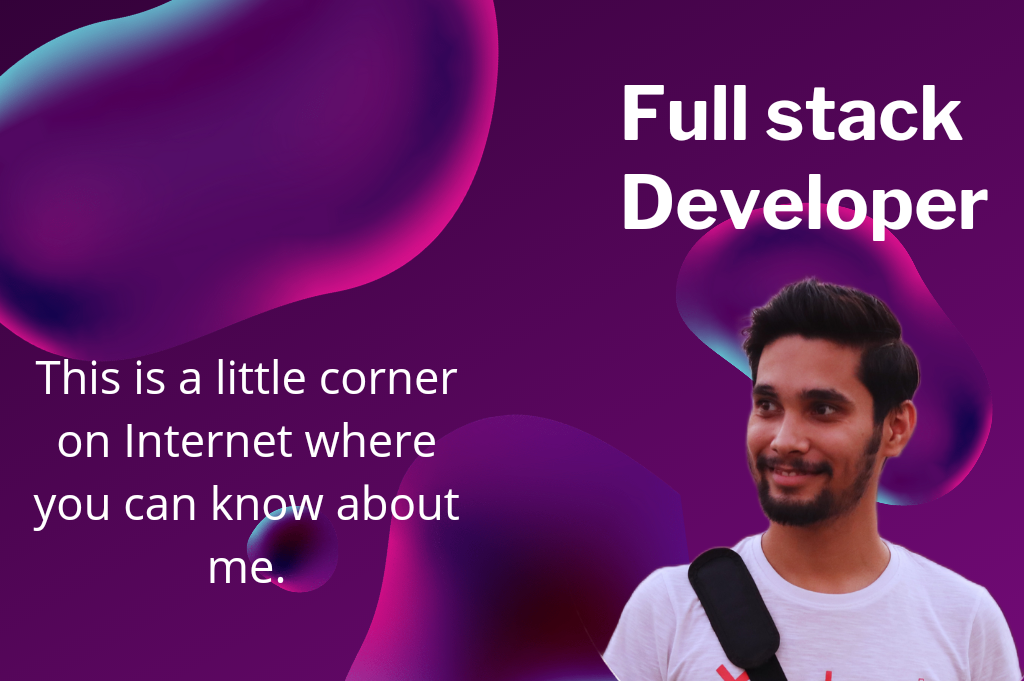 Full stack
Developer
This is a little corner
on Internet where
you can know about
me.